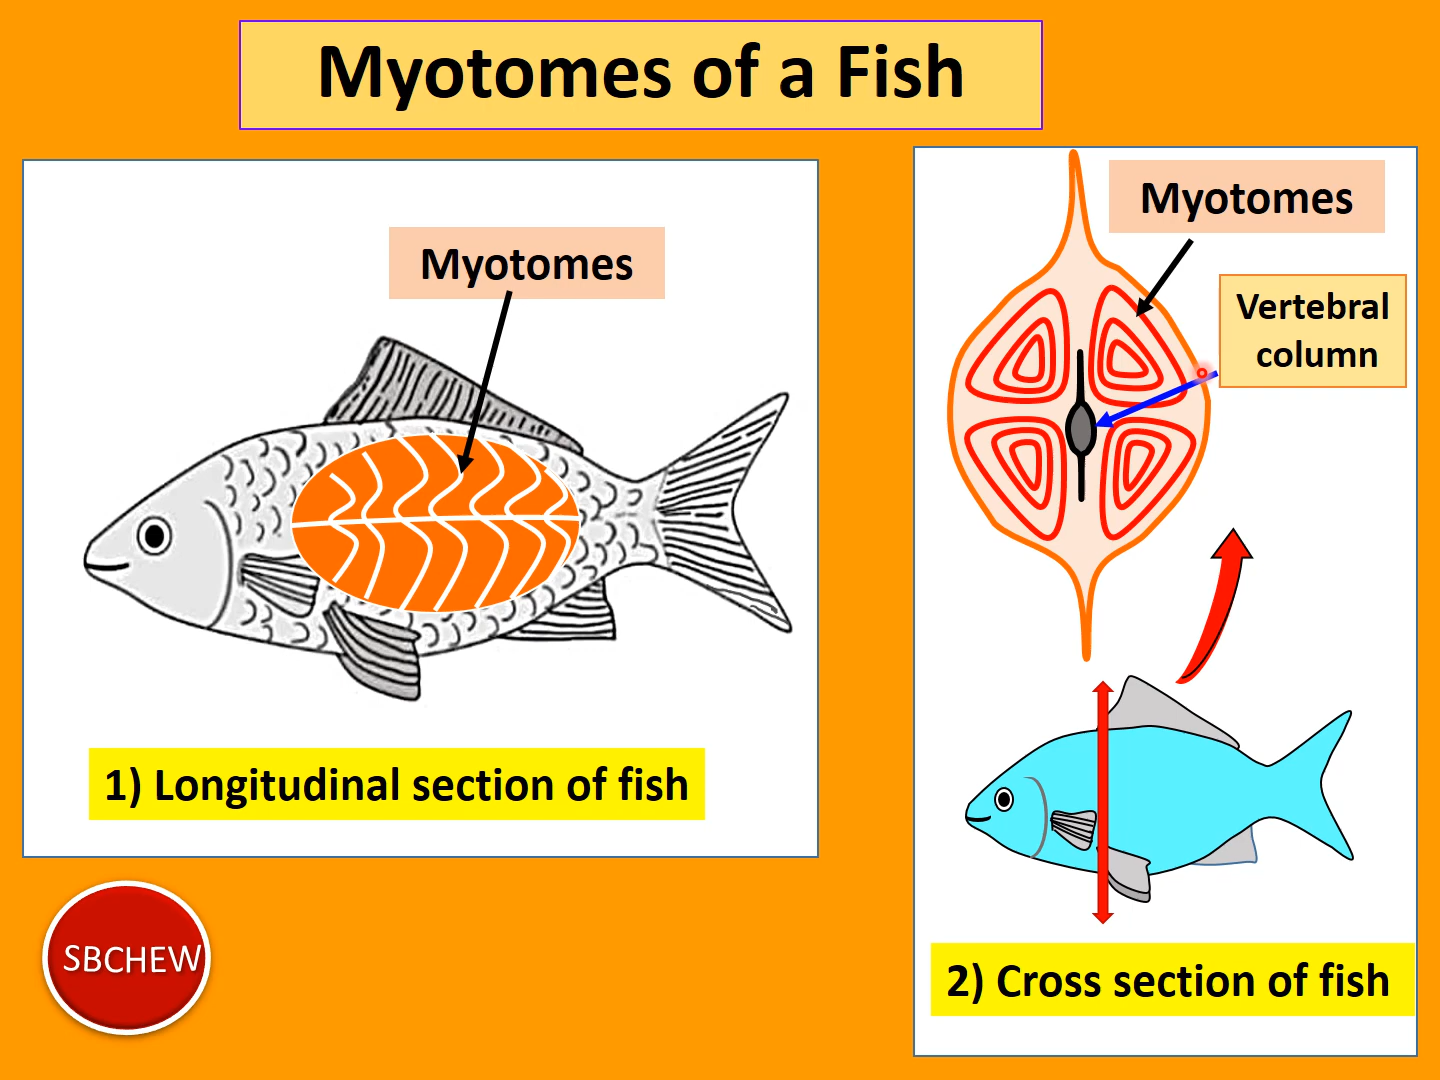 Myotomes of a Fish
Myotomes
1) Longitudinal section of fish
SBCHEW
Myotomes
Vertebral
column
2) Cross section of fish